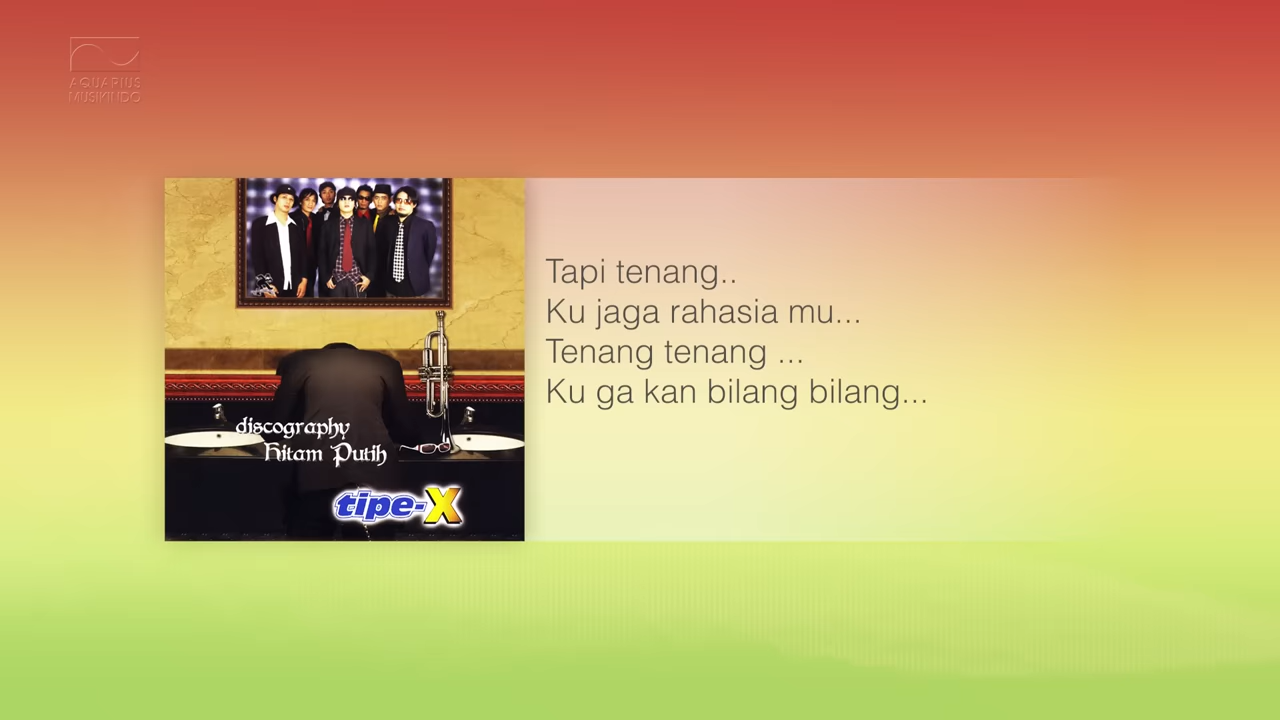 AQUARIUS
MUSIKINDO
Tapi tenang..
Ku jaga rahasia mu...
Tenang tenang ...
Ku ga kan bilang bilang...
discography
Hitam Putih
tipe-X